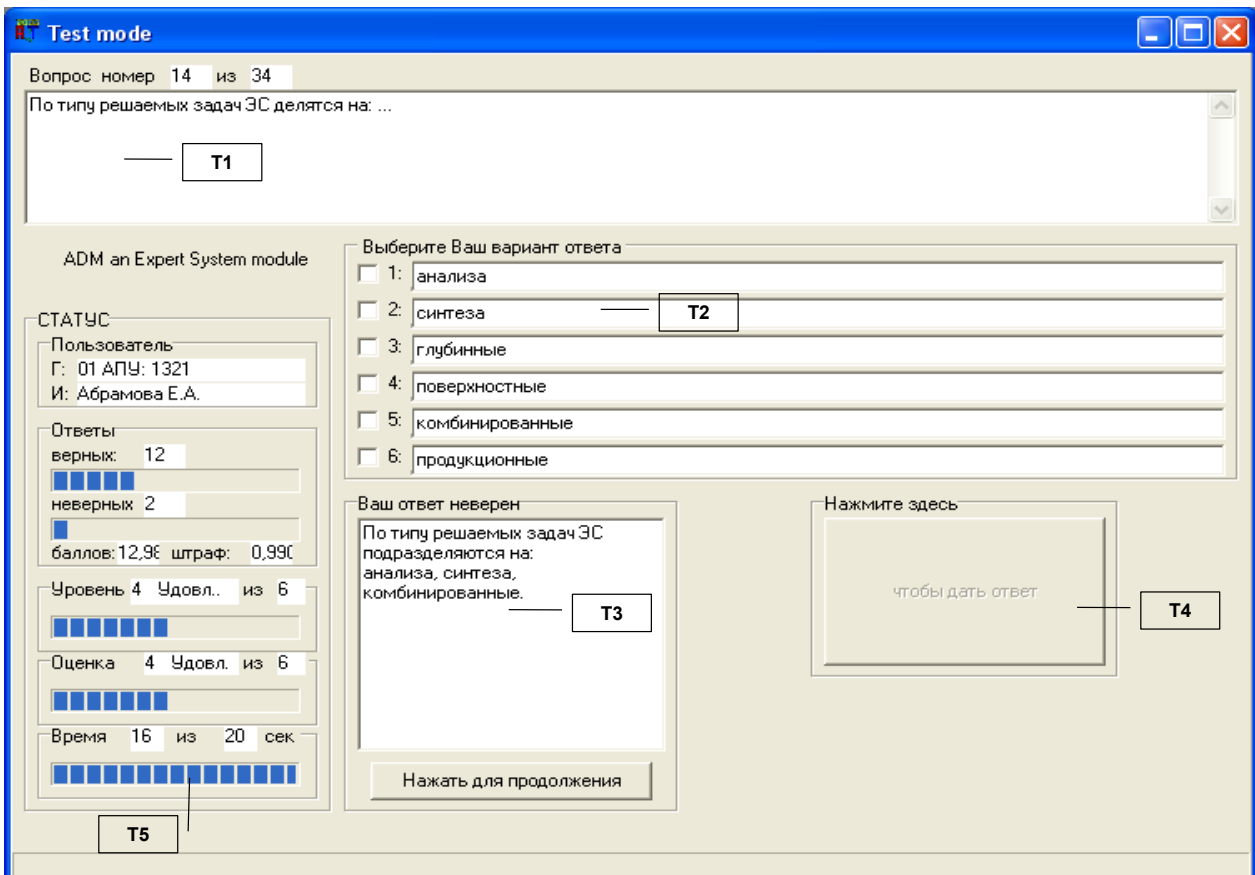 Test mode
Вопрос номер 14 из 34
По типу решаемых задач ЭС делятся на: ...
T1
ADM an Expert System module
Выберите Ваш вариант ответа
1: анализа
2: синтеза
T2
3: глубинные
4: поверхностные
5: комбинированные
6: продукционные
СТАТУС
Пользователь
Г: 01 АПУ: 1321
И: Абрамова Е.А.
Ответы
верных: 12
неверных 2
баллов: 12,98 штраф: 0,990
Уровень 4 Удовл.. из 6
Оценка 4 Удовл. из 6
Время 16 из 20 сек
T5
Ваш ответ неверен
По типу решаемых задач ЭС
подразделяются на:
анализа, синтеза,
комбинированные.
T3
Нажать для продолжения
Нажмите здесь
чтобы дать ответ
T4